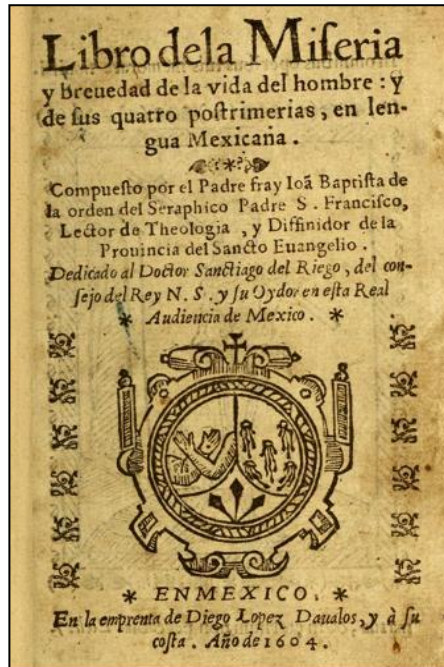 Libro dela Miſeria
y breuedad de la vida del hombre : y
de ſus quatro poſtrimerias, en len-
gua Mexicana.
Compueſto por el Padre fray Ioã Baptiſta de
la orden del Seraphico Padre S. Franciſco,
Lector de Theologia, y Diffinidor de la
Prouincia del Sancto Euangelio.
Dedicado al Doctor Sanctiago del Riego, del con-
ſejo del Rey N. S. y ſu Oydor en eſta Real
* Audiencia de Mexico. *
* ENMEXICO. *
En la emprenta de Diego Lopez Daualos, y à ſu
coſta. Año de 1604.